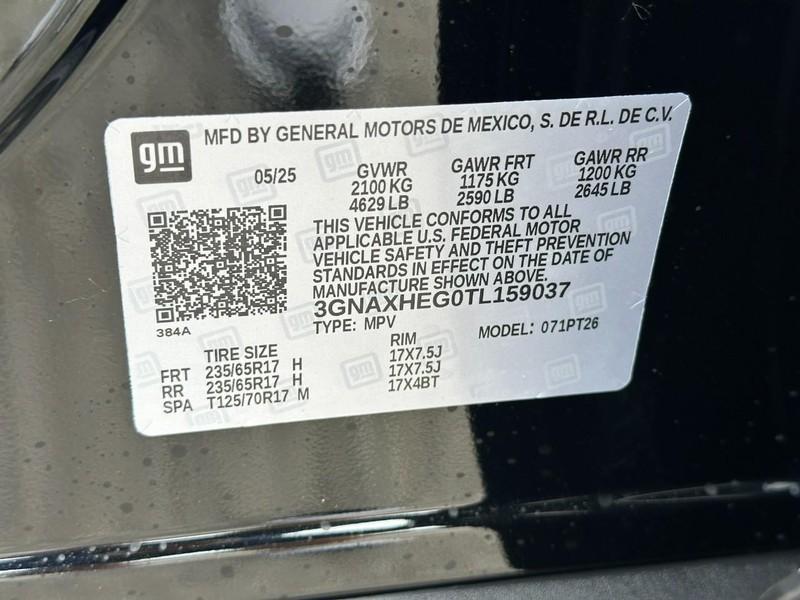 gm MFD BY GENERAL MOTORS DE MEXICO, S. DE R.L. DE C.V.
05/25 GVWR GAWR FRT GAWR RR
2100 KG 1175 KG 1200 KG
4629 LB 2590 LB 2645 LB
THIS VEHICLE CONFORMS TO ALL
APPLICABLE U.S. FEDERAL MOTOR
VEHICLE SAFETY AND THEFT PREVENTION
STANDARDS IN EFFECT ON THE DATE OF
MANUFACTURE SHOWN ABOVE.
3GNAXHEG0TL159037
384A
TYPE: MPV MODEL: 071PT26
TIRE SIZE RIM
FRT 235/65R17 H 17X7.5J
RR 235/65R17 H 17X7.5J
SPA T125/70R17 M 17X4BT